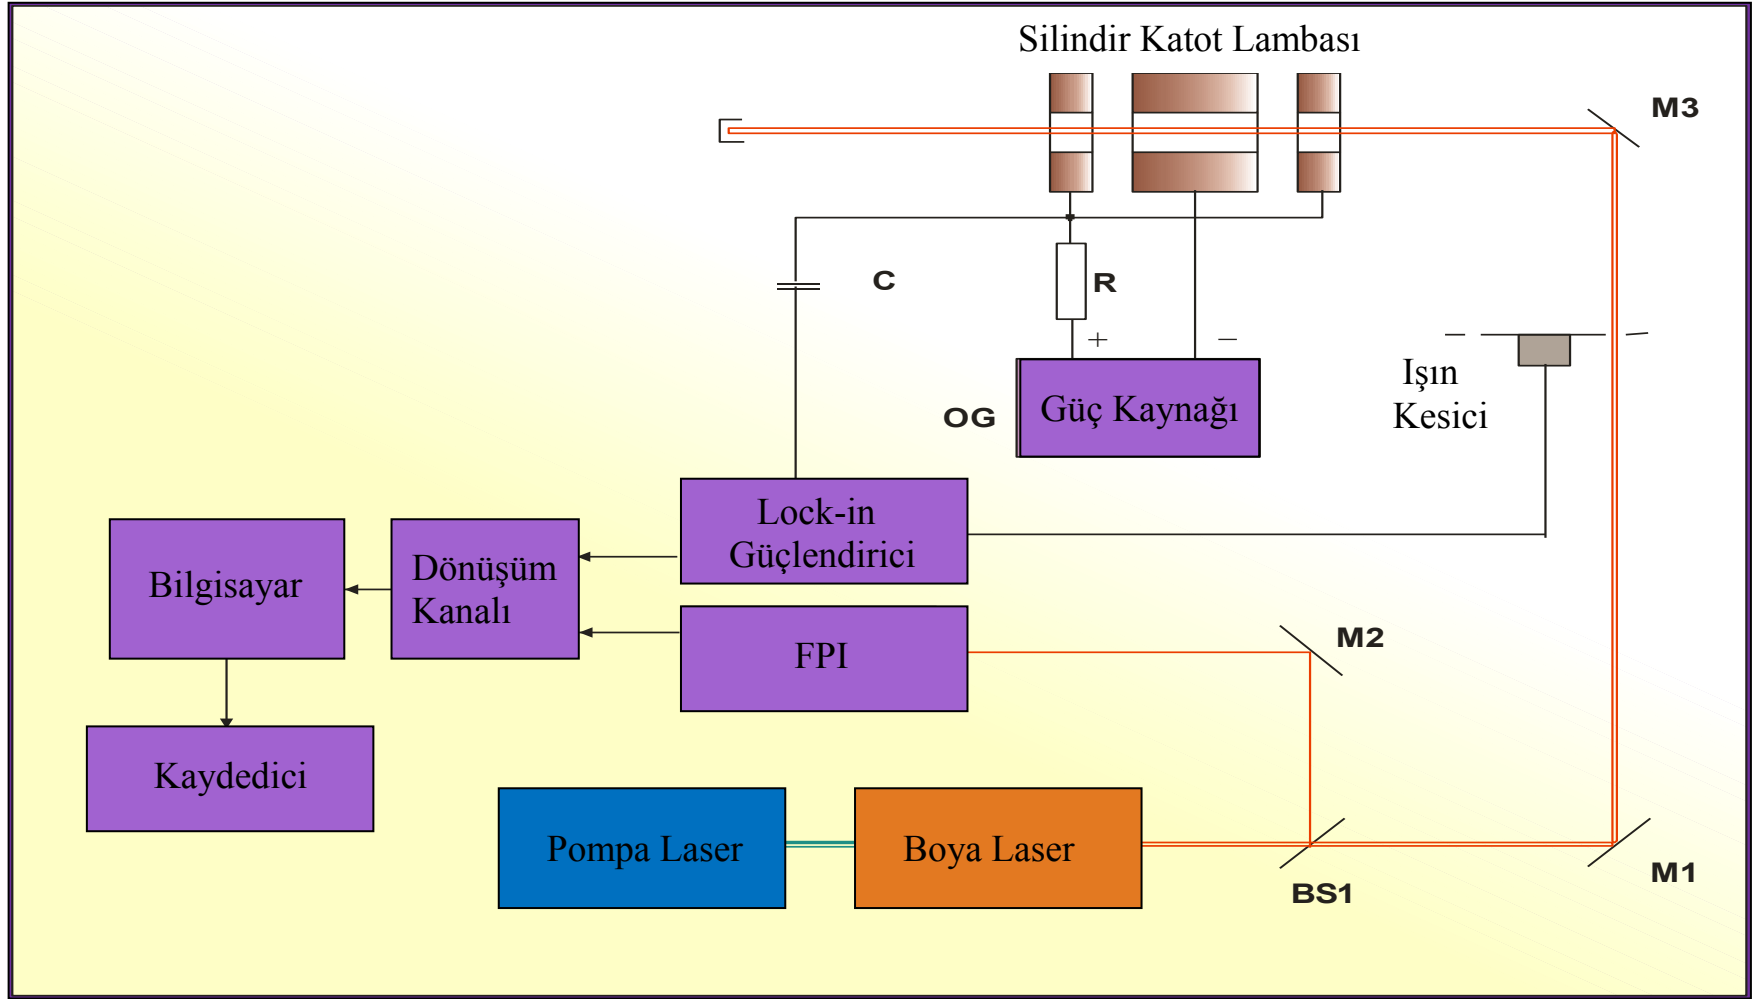 Silindir Katot Lambası
M3
C
R
+
–
Işın
Kesici
OG
Güç Kaynağı
Lock-in
Güçlendirici
Dönüşüm
Kanalı
Bilgisayar
M2
FPI
Kaydedici
Pompa Laser
Boya Laser
M1
BS1